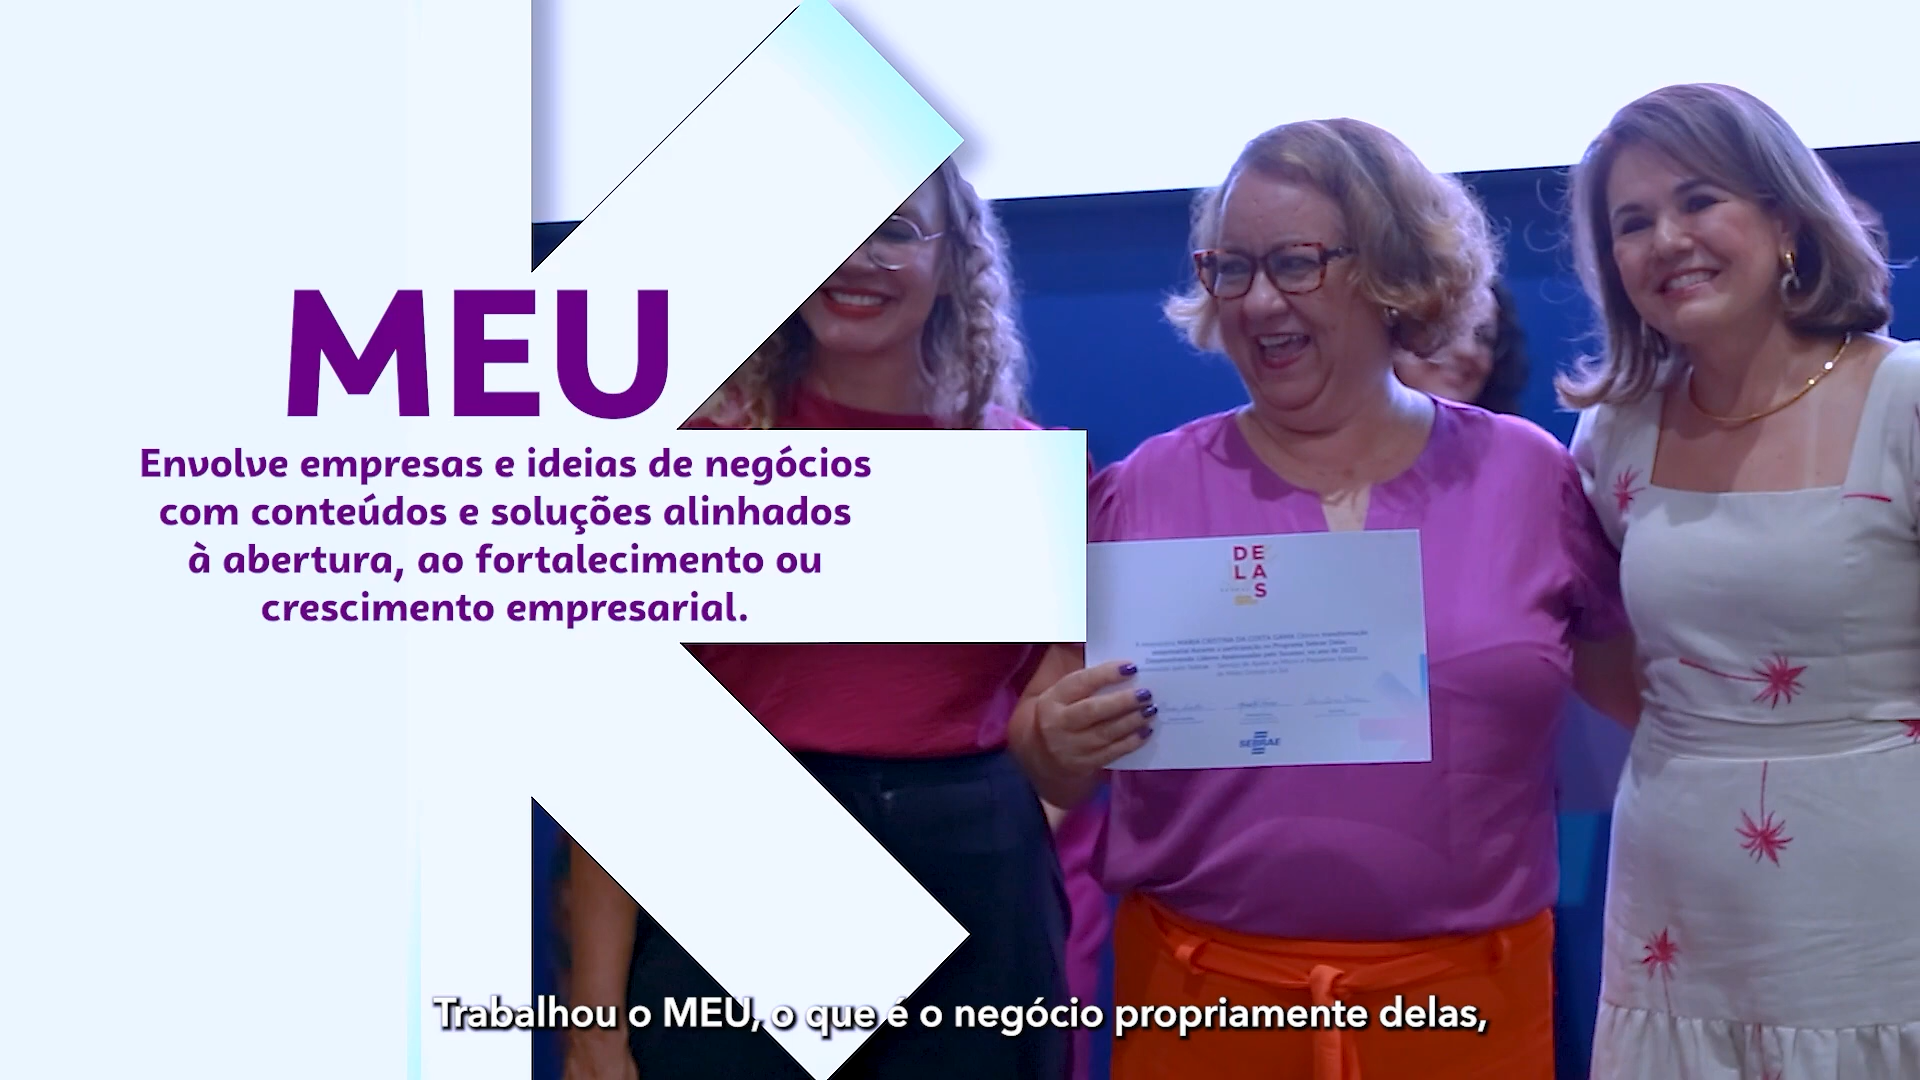 MEU
Envolve empresas e ideias de negócios
com conteúdos e soluções alinhados
à abertura, ao fortalecimento ou
crescimento empresarial.
DE
LA
S
SEBRAE
Trabalhou o MEU, o que é o negócio propriamente delas,